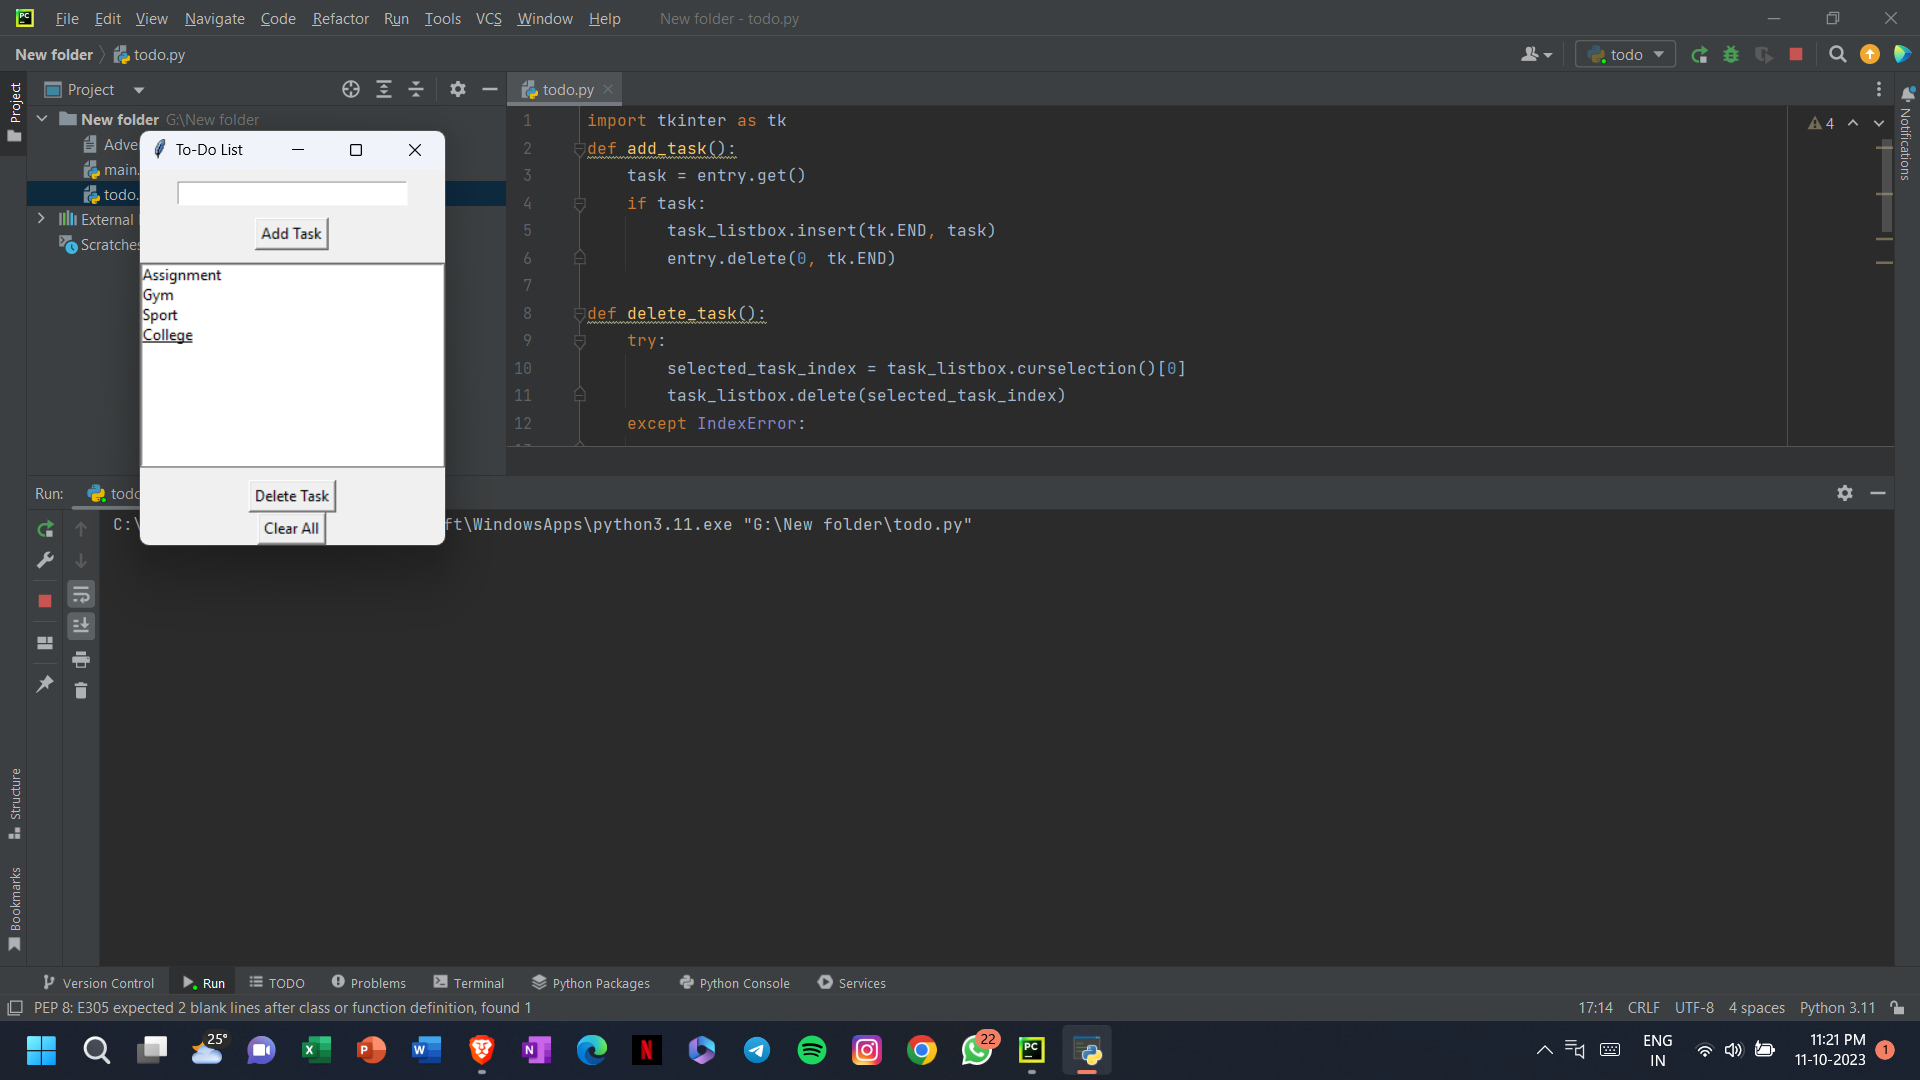 File Edit View Navigate Code Refactor Run Tools VCS Window Help New folder - todo.py
New folder todo.py
todo
Project
Project
todo.py
Notifications
New folder G:\New folder
Adve
main.
todo.
External
Scratches
To-Do List
Add Task
Assignment
Gym
Sport
College
Delete Task
Clear All
4
1 import tkinter as tk
2 def add_task():
3 task = entry.get()
4 if task:
5 task_listbox.insert(tk.END, task)
6 entry.delete(0, tk.END)
7
8 def delete_task():
9 try:
10 selected_task_index = task_listbox.curselection()[0]
11 task_listbox.delete(selected_task_index)
12 except IndexError:
Run: todo
C:\ ft\WindowsApps\python3.11.exe "G:\New folder\todo.py"
Structure
Bookmarks
Version Control Run TODO Problems Terminal Python Packages Python Console Services
PEP 8: E305 expected 2 blank lines after class or function definition, found 1
17:14 CRLF UTF-8 4 spaces Python 3.11
25°
22
ENG
IN
11:21 PM
11-10-2023
1